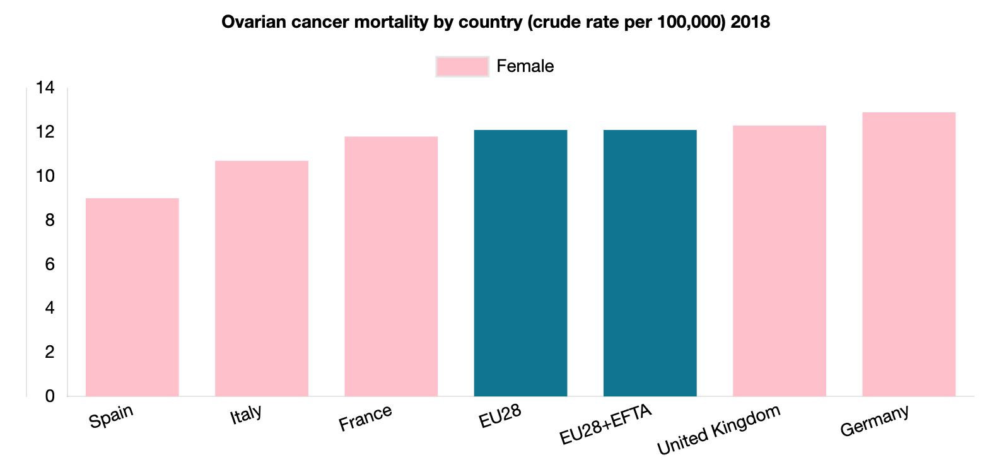 Ovarian cancer mortality by country (crude rate per 100,000) 2018
Female
14
12
10
8
6
4
2
0
Spain
Italy
France
EU28
EU28+EFTA
United Kingdom
Germany